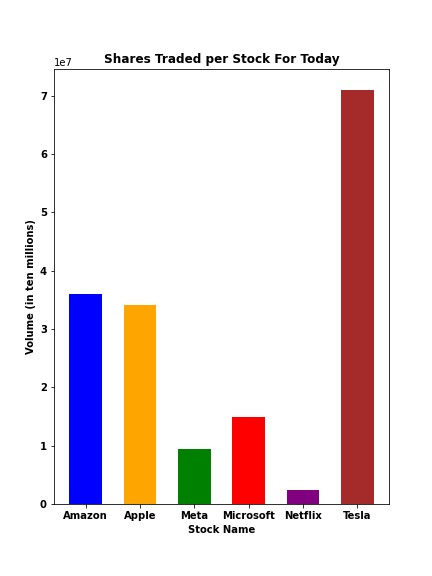 Shares Traded per Stock For Today
1e7
7
6
5
4
3
2
1
0
Volume (in ten millions)
Amazon Apple Meta Microsoft Netflix Tesla
Stock Name